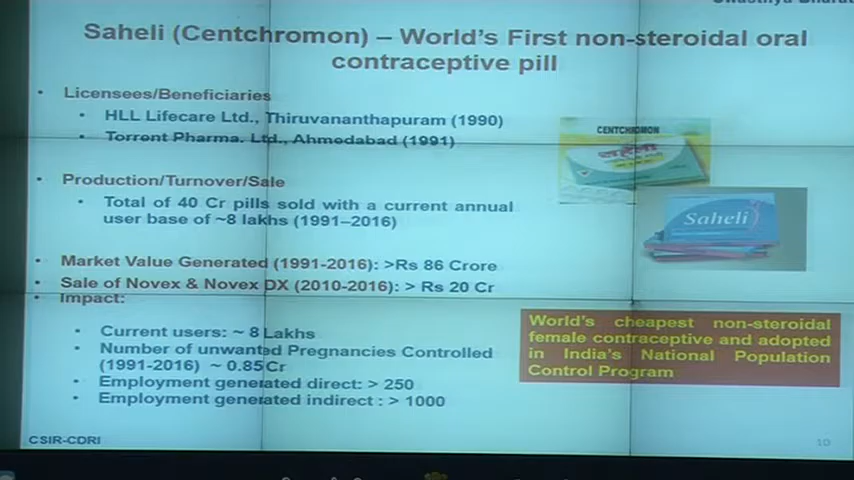 Saheli (Centchromon) – World's First non-steroidal oral
contraceptive pill
• Licensees/Beneficiaries
• HLL Lifecare Ltd., Thiruvananthapuram (1990)
• Torrent Pharma. Ltd., Ahmedabad (1991)
CENTCHROMON
सहेली
Saheli
• Production/Turnover/Sale
• Total of 40 Cr pills sold with a current annual
user base of ~8 lakhs (1991–2016)
• Market Value Generated (1991-2016): >Rs 86 Crore
• Sale of Novex & Novex DX (2010-2016): > Rs 20 Cr
• Impact:
• Current users: ~ 8 Lakhs
• Number of unwanted Pregnancies Controlled
(1991-2016) ~ 0.85 Cr
• Employment generated direct: > 250
• Employment generated indirect : > 1000
World's cheapest non-steroidal
female contraceptive and adopted
in India's National Population
Control Program
CSIR-CDRI
10